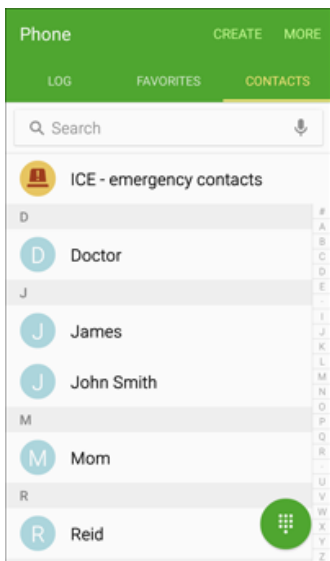 Phone CREATE MORE
LOG FAVORITES CONTACTS
Search
ICE - emergency contacts
D
D Doctor
J
J James
J John Smith
M
M Mom
R
R Reid
#
A
B
C
D
E
.
I
J
K
L
M
N
O
P
Q
R
.
U
V
W
X
Y
Z